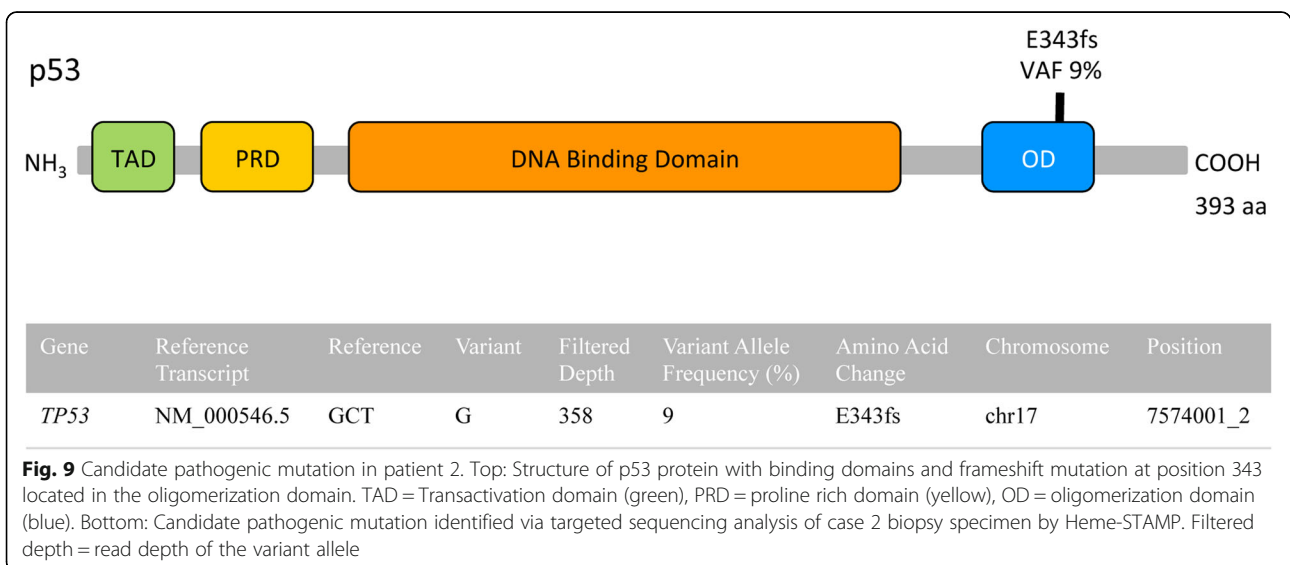 E343fs
VAF 9%
p53
NH₃
TAD
PRD
DNA Binding Domain
OD
COOH
393 aa
Gene Reference Transcript Reference Variant Filtered Depth Variant Allele Frequency (%) Amino Acid Change Chromosome Position
TP53 NM_000546.5 GCT G 358 9 E343fs chr17 7574001_2
Fig. 9 Candidate pathogenic mutation in patient 2. Top: Structure of p53 protein with binding domains and frameshift mutation at position 343
located in the oligomerization domain. TAD = Transactivation domain (green), PRD = proline rich domain (yellow), OD = oligomerization domain
(blue). Bottom: Candidate pathogenic mutation identified via targeted sequencing analysis of case 2 biopsy specimen by Heme-STAMP. Filtered
depth = read depth of the variant allele